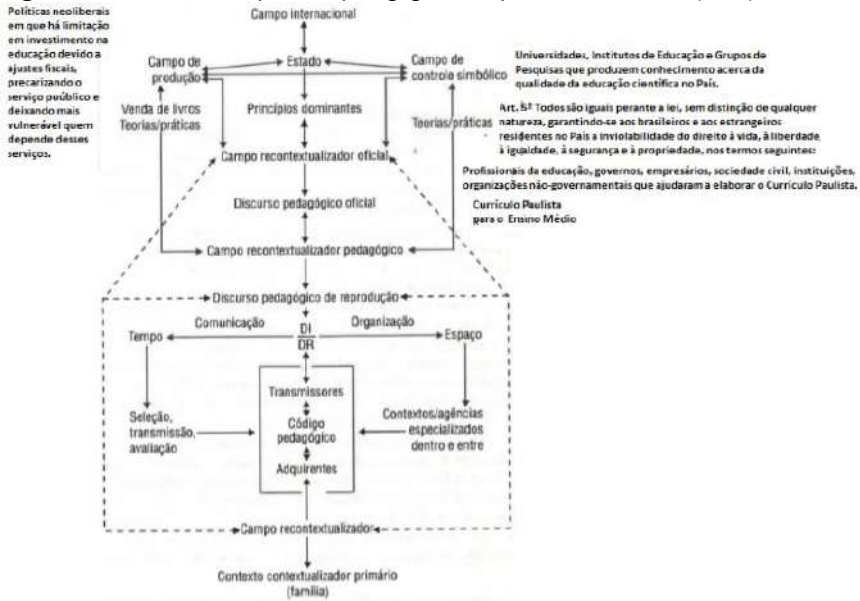 Políticas neoliberais
em que há limitação
em investimento na
educação devido a
ajustes fiscais,
precarizando o
serviço puúblico e
deixando mais
vulnerável quem
depende desses
serviços.
Campo internacional
Campo de
produção
Estado
Campo de
controle simbólico
Venda de livros
Teorias/práticas
Princípios dominantes
Teorias/práticas
Universidades, Institutos de Educação e Grupos de
Pesquisas que produzem conhecimento acerca da
qualidade da educação científica no País.
Art. 5º Todos são iguais perante a lei, sem distinção de qualquer
natureza, garantindo-se aos brasileiros e aos estrangeiros
residentes no País a inviolabilidade do direito à vida, à liberdade,
à igualdade, à segurança e à propriedade, nos termos seguintes:
Campo recontextualizador oficial
Profissionais da educação, governos, empresários, sociedade civil, instituições,
organizações não-governamentais que ajudaram a elaborar o Currículo Paulista.
Discurso pedagógico oficial
Currículo Paulista
para o Ensino Médio
Campo recontextualizador pedagógico
Discurso pedagógico de reprodução
Comunicação
Organização
Tempo
DI
DR
Espaço
Transmissores
Código
pedagógico
Adquirentes
Seleção,
transmissão,
avaliação
Contextos/agências
especializados
dentro e entre
Campo recontextualizador
Contexto contextualizador primário
(família)